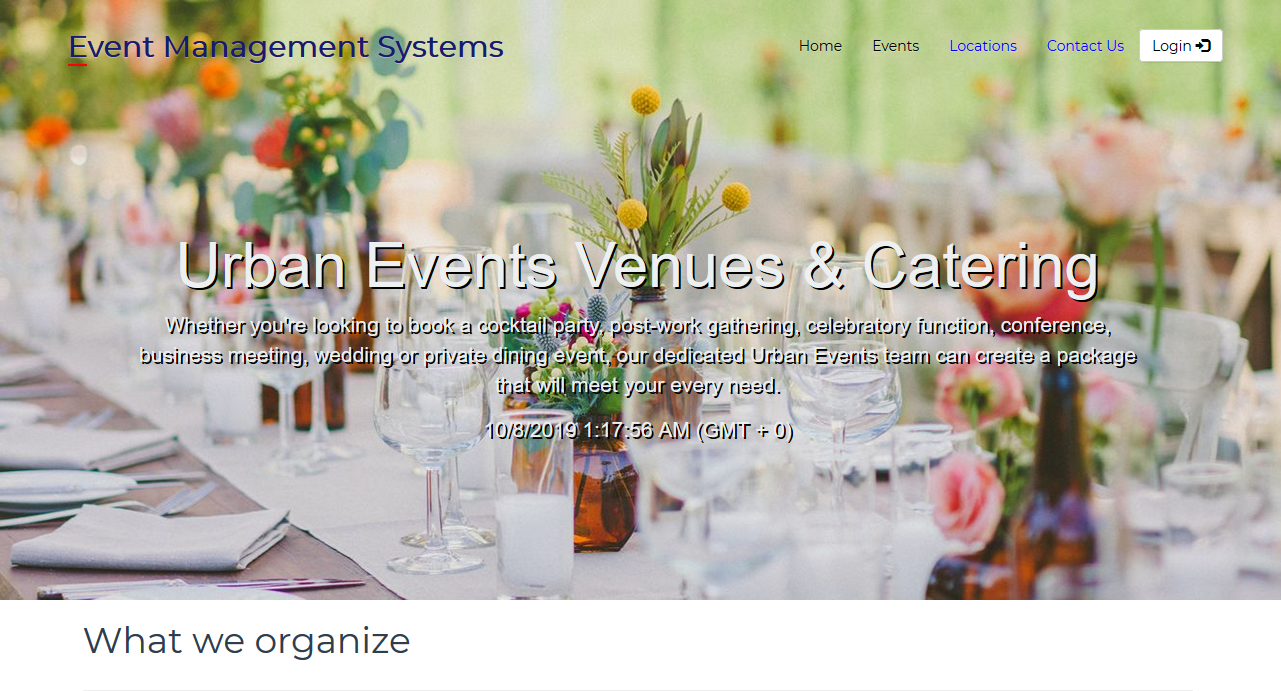 Event Management Systems
Home Events Locations Contact Us Login
Urban Events Venues & Catering
Whether you're looking to book a cocktail party, post-work gathering, celebratory function, conference,
business meeting, wedding or private dining event, our dedicated Urban Events team can create a package
that will meet your every need.
10/8/2019 1:17:56 AM (GMT + 0)
What we organize